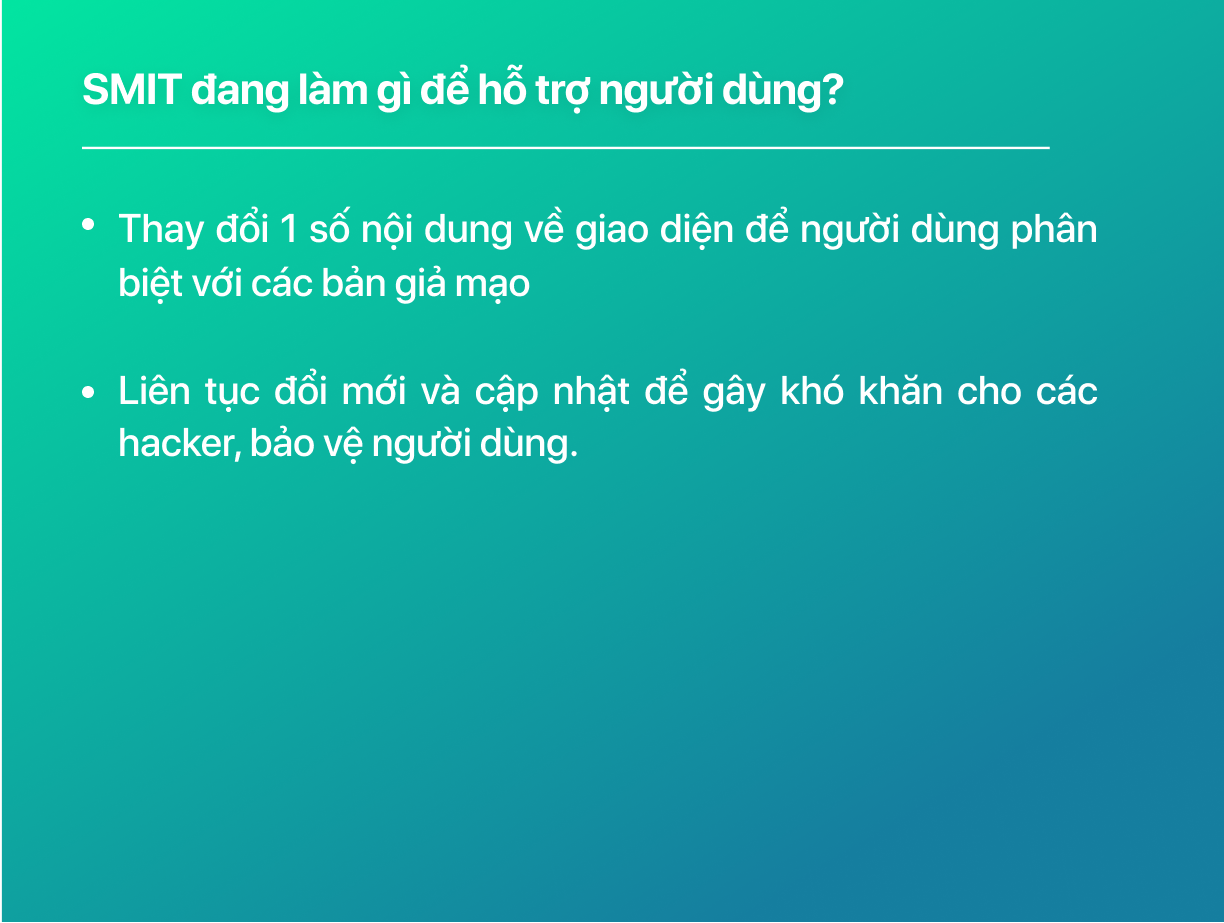 SMIT đang làm gì để hỗ trợ người dùng?
• Thay đổi 1 số nội dung về giao diện để người dùng phân
biệt với các bản giả mạo
• Liên tục đổi mới và cập nhật để gây khó khăn cho các
hacker, bảo vệ người dùng.